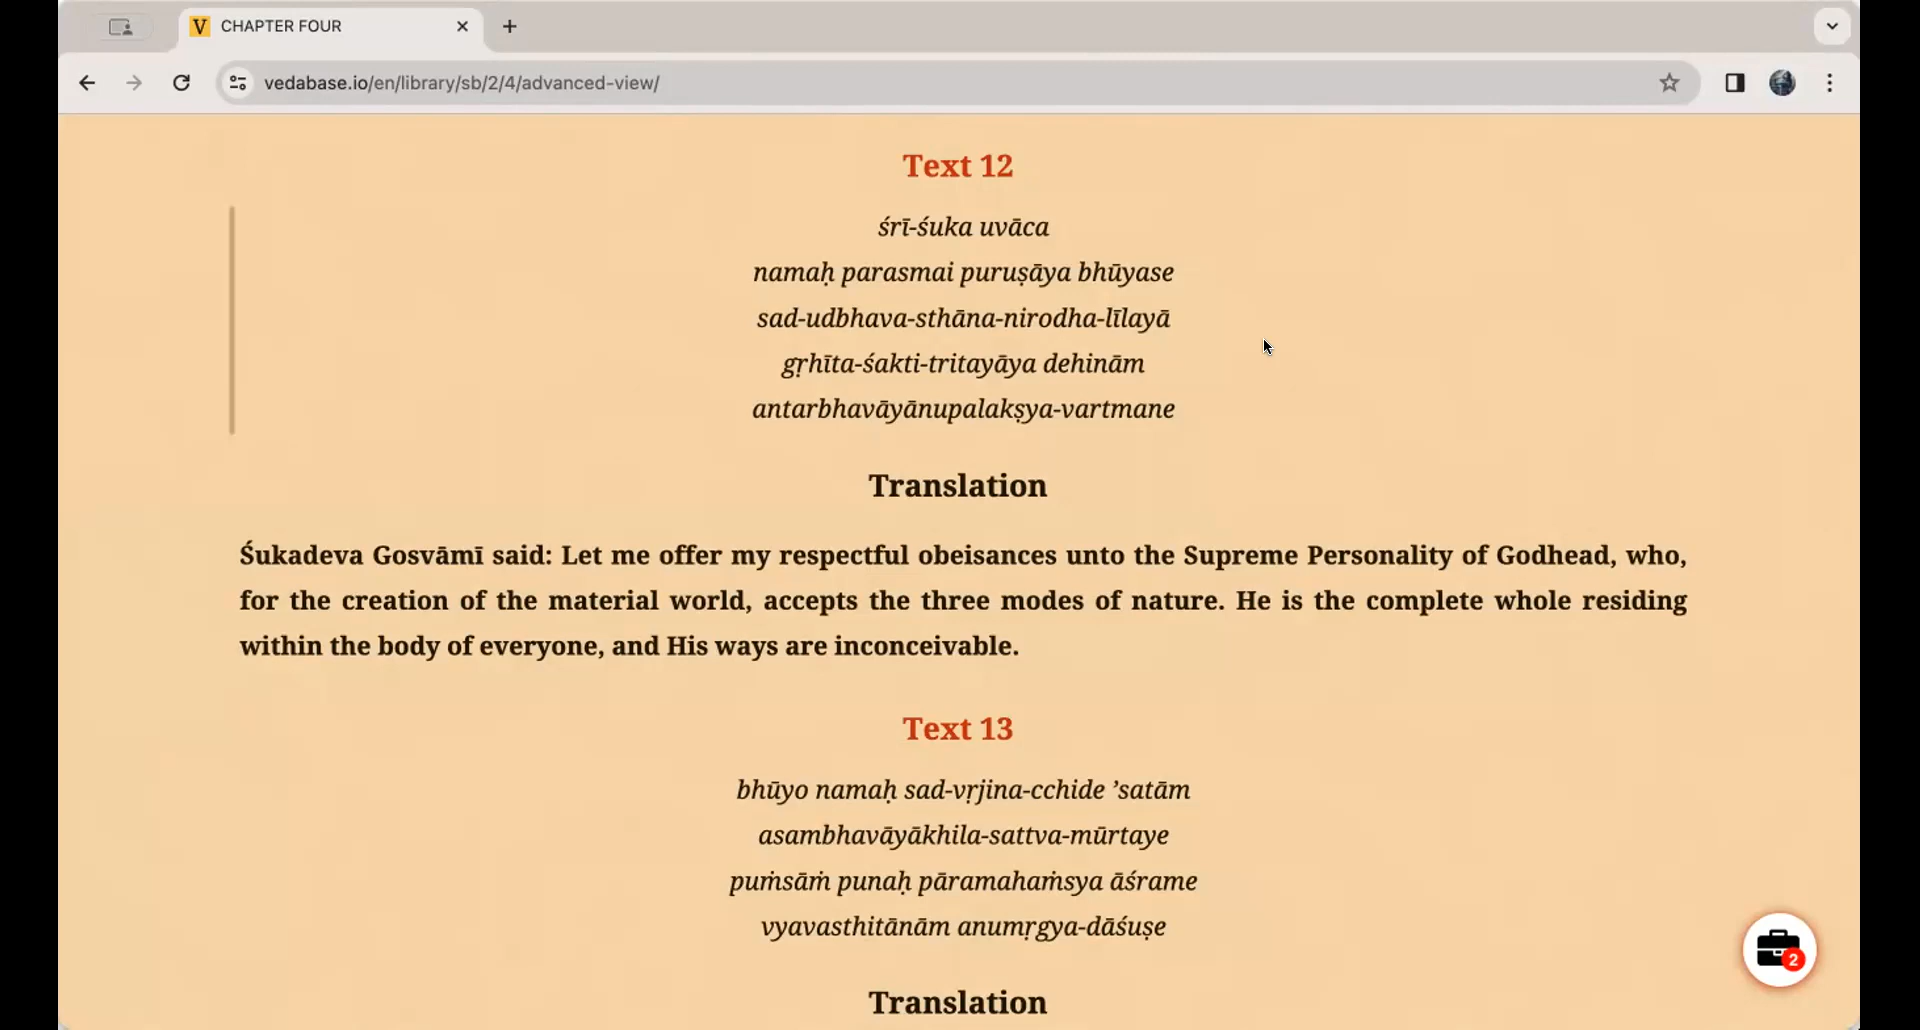 CHAPTER FOUR
vedabase.io/en/library/sb/2/4/advanced-view/
Text 12
śrī-śuka uvāca
namaḥ parasmai puruṣāya bhūyase
sad-udbhava-sthāna-nirodha-līlayā
gṛhīta-śakti-tritayāya dehinām
antarbhavāyānupalakṣya-vartmane
Translation
Śukadeva Gosvāmī said: Let me offer my respectful obeisances unto the Supreme Personality of Godhead, who,
for the creation of the material world, accepts the three modes of nature. He is the complete whole residing
within the body of everyone, and His ways are inconceivable.
Text 13
bhūyo namaḥ sad-vṛjina-cchide ’satām
asambhavāyākhila-sattva-mūrtaye
puṁsāṁ punaḥ pāramahaṁsya āśrame
vyavasthitānām anumṛgya-dāśuṣe
2
Translation